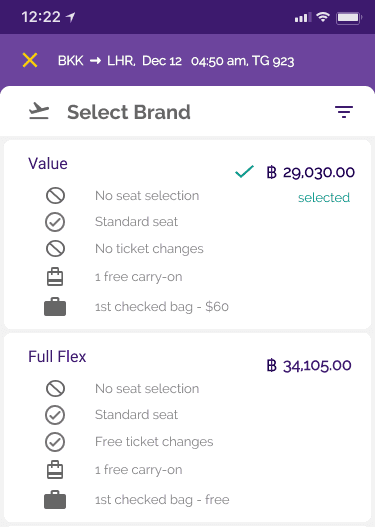 12:22
BKK → LHR, Dec 12 04:50 am, TG 923
Select Brand
Value
฿ 29,030.00
selected
No seat selection
Standard seat
No ticket changes
1 free carry-on
1st checked bag - $60
Full Flex
฿ 34,105.00
No seat selection
Standard seat
Free ticket changes
1 free carry-on
1st checked bag - free